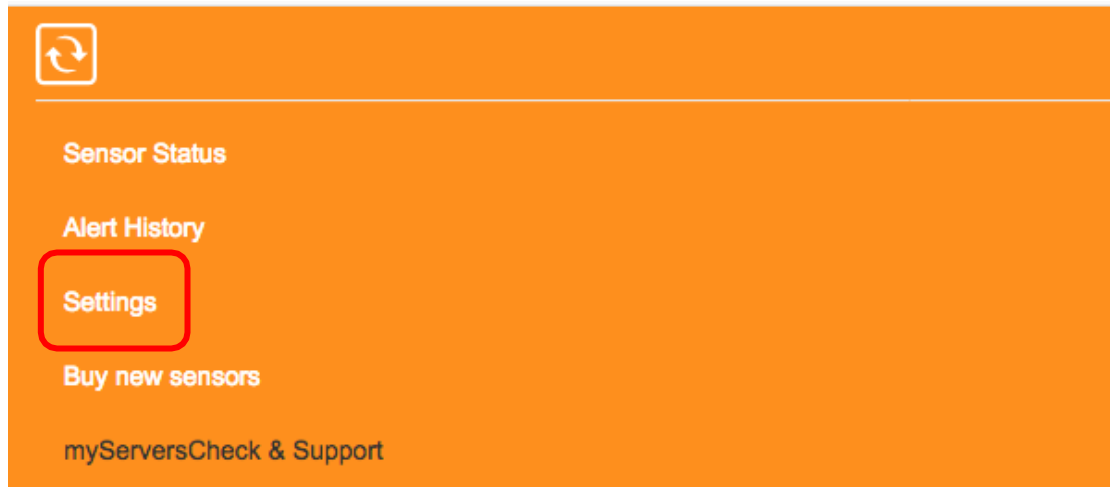 Sensor Status
Alert History
Settings
Buy new sensors
myServersCheck & Support